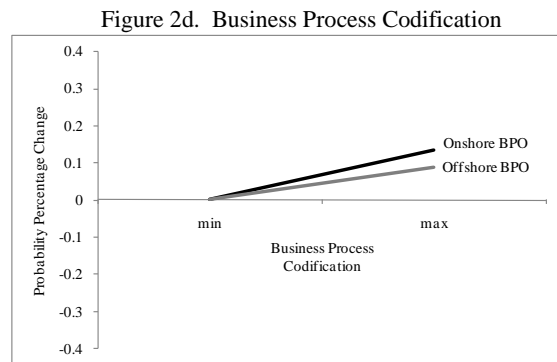 Figure 2d.  Business Process Codification
0.4
0.3
0.2
0.1
0
-0.1
-0.2
-0.3
-0.4
Probability Percentage Change
Onshore BPO
Offshore BPO
min
max
Business Process
Codification